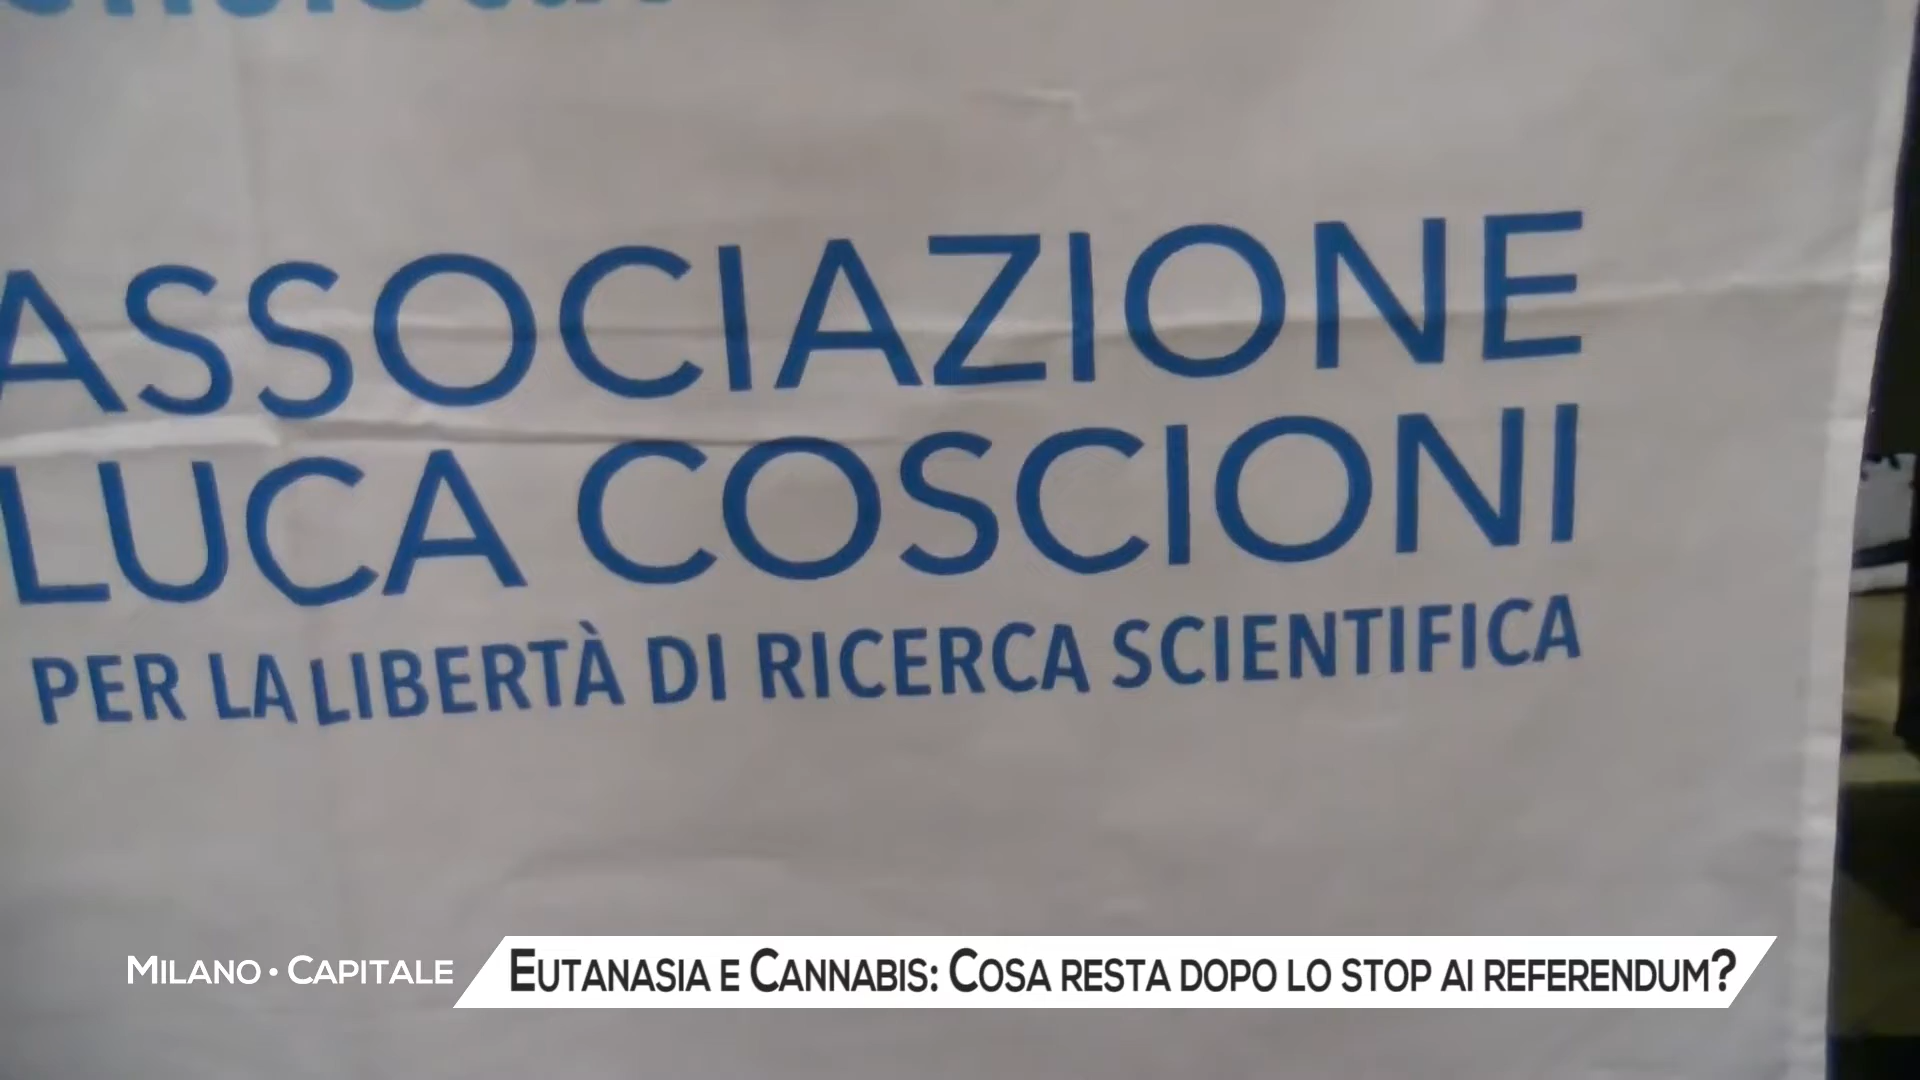 ASSOCIAZIONE
LUCA COSCIONI
PER LA LIBERTÀ DI RICERCA SCIENTIFICA
MILANO • CAPITALE
EUTANASIA E CANNABIS: COSA RESTA DOPO LO STOP AI REFERENDUM?